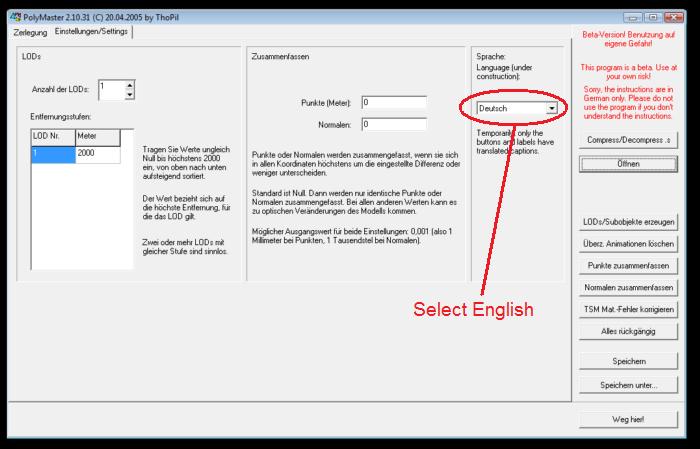 PolyMaster 2.10.31 (C) 20.04.2005 by ThoPil
Zerlegung Einstellungen/Settings
LODs
Anzahl der LODs: 1
Entfernungsstufen:
LOD Nr. Meter
1 2000
Tragen Sie Werte ungleich
Null bis höchstens 2000
ein, von oben nach unten
aufsteigend sortiert.
Der Wert bezieht sich auf
die höchste Entfernung, für
die das LOD gilt.
Zwei oder mehr LODs mit
gleicher Stufe sind sinnlos.
Zusammenfassen
Punkte (Meter): 0
Normalen: 0
Punkte oder Normalen werden zusammengefasst, wenn sie sich
in allen Koordinaten höchstens um die eingestellte Differenz oder
weniger unterscheiden.
Standard ist Null. Dann werden nur identische Punkte oder
Normalen zusammengefasst. Bei allen anderen Werten kann es
zu optischen Veränderungen des Modells kommen.
Möglicher Ausgangswert für beide Einstellungen: 0,001 (also 1
Millimeter bei Punkten, 1 Tausendstel bei Normalen).
Sprache:
Language (under
construction):
Deutsch
Temporarily only the
buttons and labels have
translated captions.
Select English
Beta-Version! Benutzung auf
eigene Gefahr!
This program is a beta. Use at
your own risk!
Sorry, the instructions are in
German only. Please do not
use the program if you don't
understand the instructions.
Compress/Decompress .s
Öffnen
LODs/Subobjekte erzeugen
Überz. Animationen löschen
Punkte zusammenfassen
Normalen zusammenfassen
TSM Mat.-Fehler korrigieren
Alles rückgängig
Speichern
Speichern unter...
Weg hier!